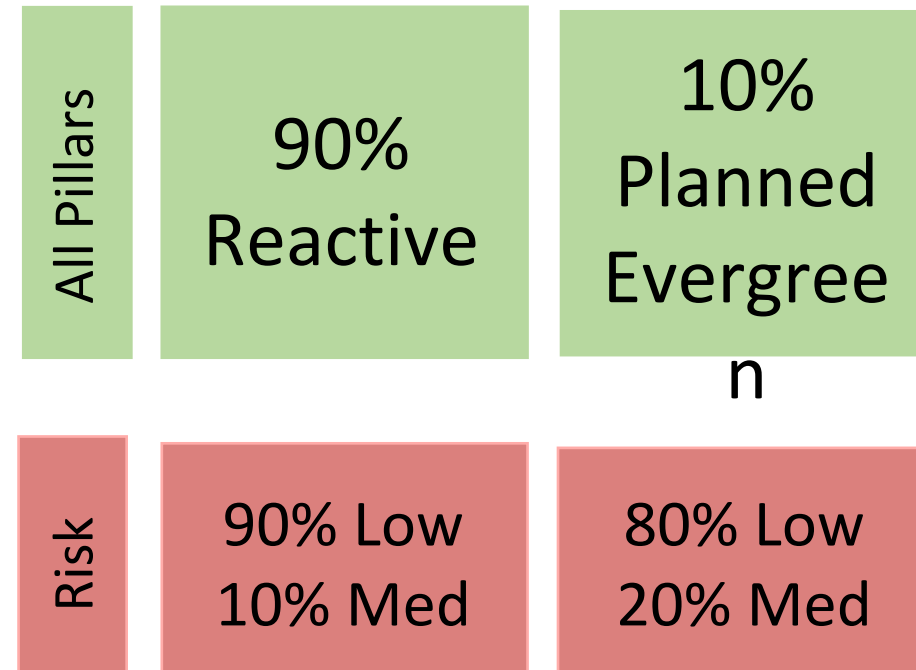 All Pillars
90%
Reactive
10%
Planned
Evergree
n
Risk
90% Low
10% Med
80% Low
20% Med